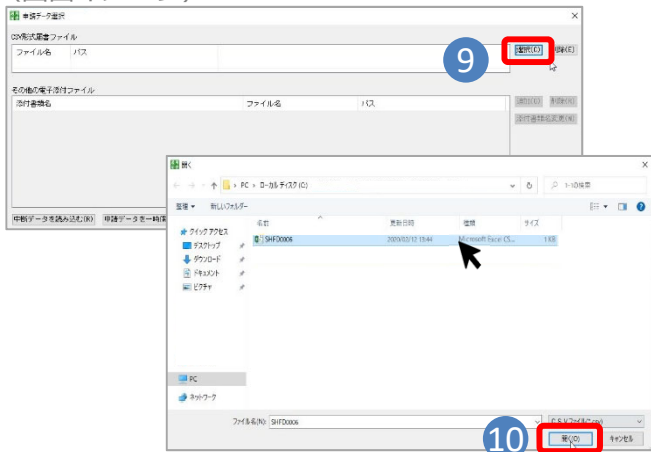 申請データ選択
CSV形式届書ファイル
ファイル名 パス
選択(C) 削除(E)
9
その他の電子添付ファイル
添付書類名 ファイル名 パス
添付書類名変更(N)
開く
PC > ローカル ディスク (C:)
整理 新しいフォルダー
名前 更新日時 種類 サイズ
クイック アクセス
SHFD0006 2020/02/12 13:44 Microsoft Excel CS... 1 KB
デスクトップ
ダウンロード
ドキュメント
ピクチャ
中断データを読み込む(R)
PC
ネットワーク
ファイル名(N): SHFD0006
10
開く(O) キャンセル